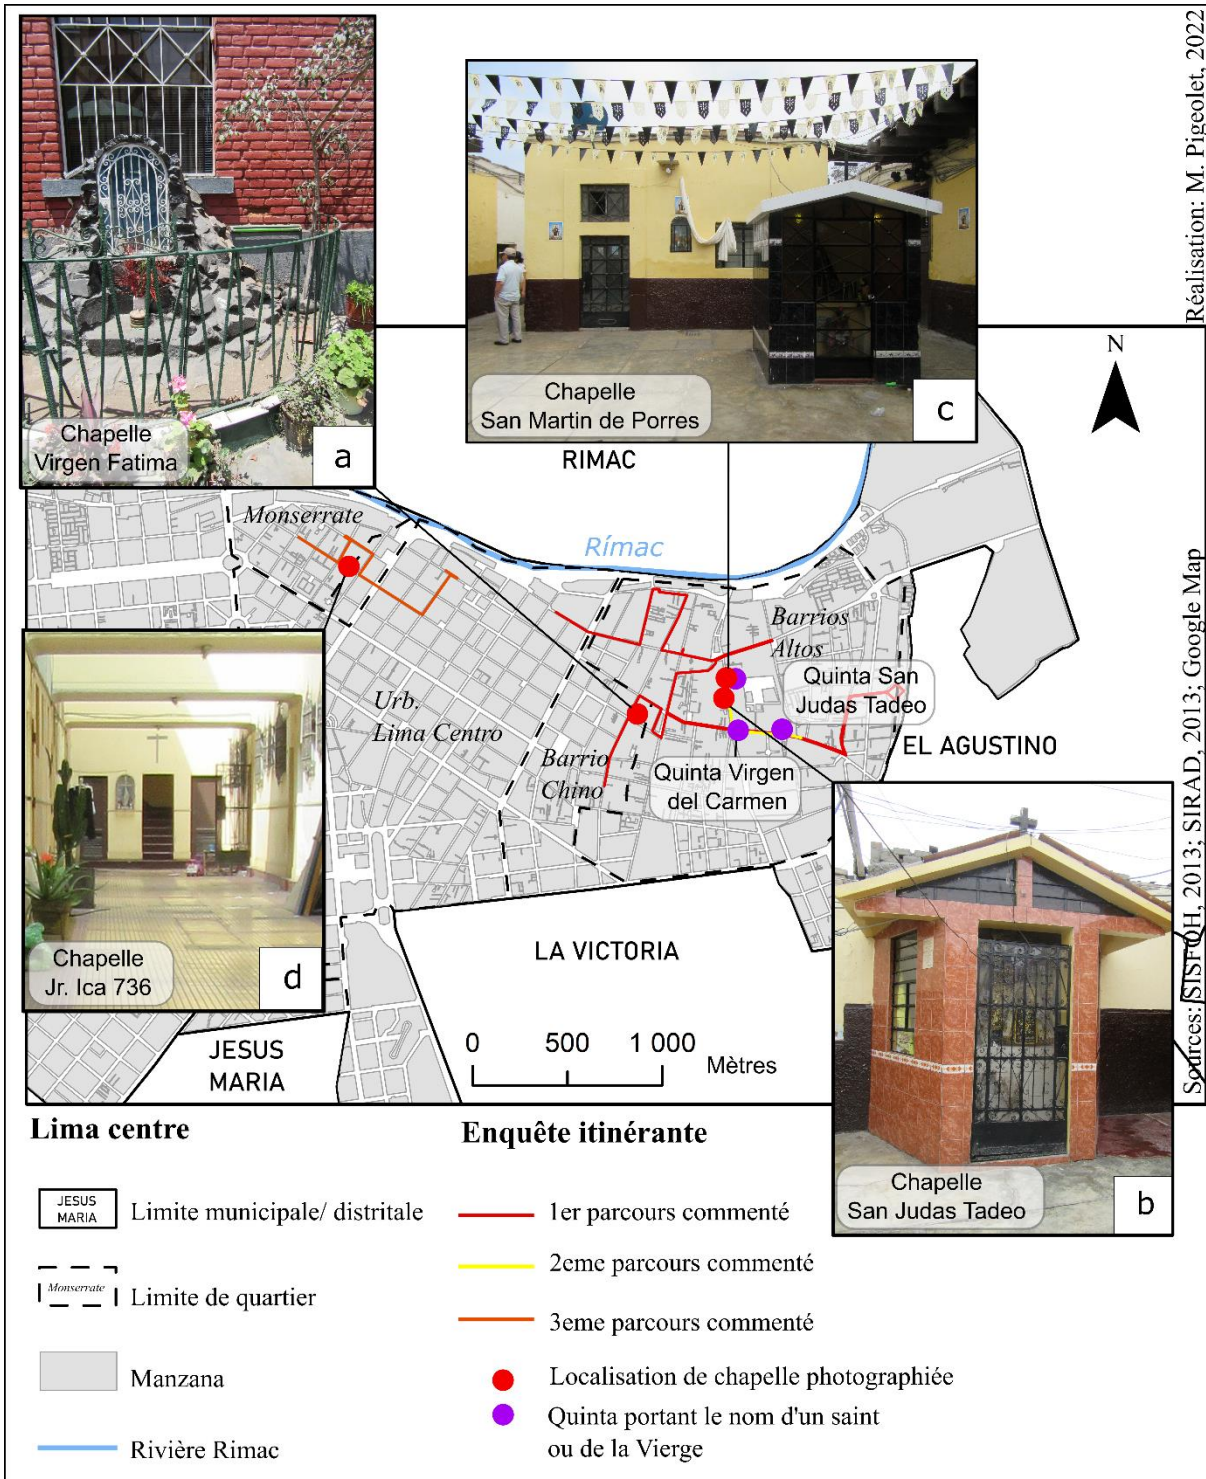 Réalisation: M. Pigeolet, 2022
Sources: SISFOH, 2013; SIRAD, 2013; Google Map
Chapelle
Virgen Fatima
a
Chapelle
San Martin de Porres
c
N
RIMAC
Monserrate
Rímac
Barrios
Altos
Quinta San
Judas Tadeo
Urb.
Lima Centro
Barrio
Chino
EL AGUSTINO
Quinta Virgen
del Carmen
Chapelle
Jr. Ica 736
d
LA VICTORIA
JESUS
MARIA
0 500 1 000
Mètres
Chapelle
San Judas Tadeo
b
Lima centre
JESUS
MARIA
Limite municipale/ distritale
Monserrate
Limite de quartier
Manzana
Rivière Rimac
Enquête itinérante
1er parcours commenté
2eme parcours commenté
3eme parcours commenté
Localisation de chapelle photographiée
Quinta portant le nom d'un saint
ou de la Vierge